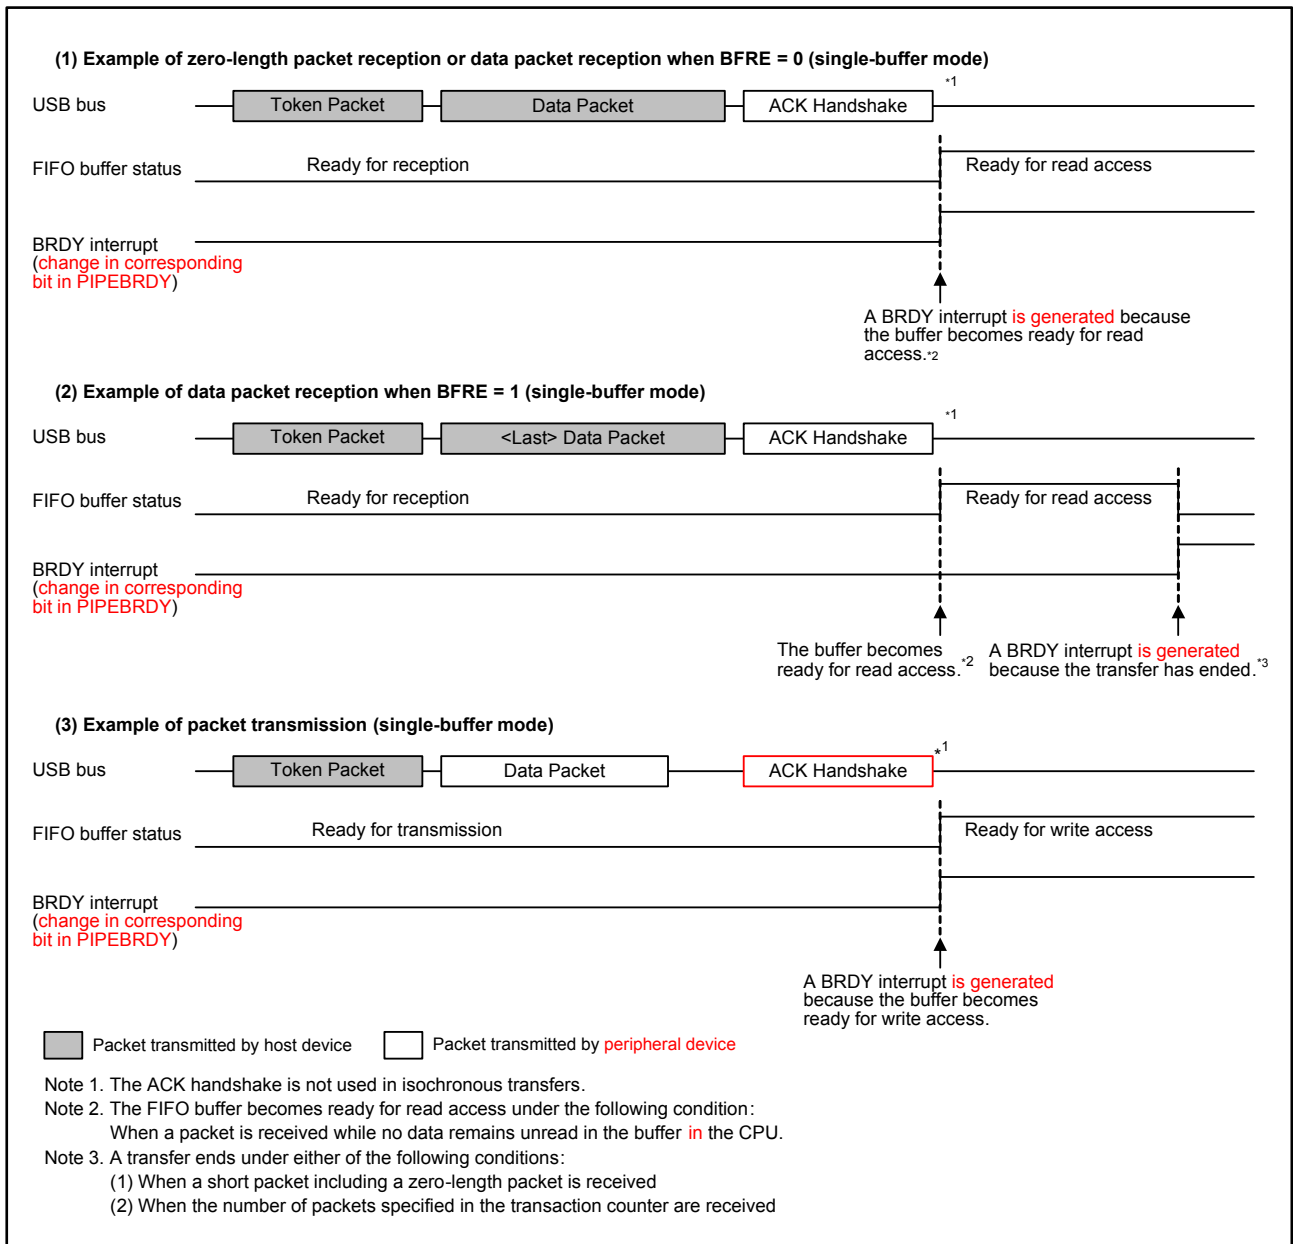 (1) Example of zero-length packet reception or data packet reception when BFRE = 0 (single-buffer mode)
USB bus
Token Packet
Data Packet
ACK Handshake
*1
FIFO buffer status
Ready for reception
Ready for read access
BRDY interrupt
(change in corresponding
bit in PIPEBRDY)
A BRDY interrupt is generated because
the buffer becomes ready for read
access.*2
(2) Example of data packet reception when BFRE = 1 (single-buffer mode)
USB bus
Token Packet
<Last> Data Packet
ACK Handshake
*1
FIFO buffer status
Ready for reception
Ready for read access
BRDY interrupt
(change in corresponding
bit in PIPEBRDY)
The buffer becomes
ready for read access.*2
A BRDY interrupt is generated
because the transfer has ended.*3
(3) Example of packet transmission (single-buffer mode)
USB bus
Token Packet
Data Packet
ACK Handshake
*1
FIFO buffer status
Ready for transmission
Ready for write access
BRDY interrupt
(change in corresponding
bit in PIPEBRDY)
A BRDY interrupt is generated
because the buffer becomes
ready for write access.
Packet transmitted by host device
Packet transmitted by peripheral device
Note 1. The ACK handshake is not used in isochronous transfers.
Note 2. The FIFO buffer becomes ready for read access under the following condition:
When a packet is received while no data remains unread in the buffer in the CPU.
Note 3. A transfer ends under either of the following conditions:
(1) When a short packet including a zero-length packet is received
(2) When the number of packets specified in the transaction counter are received